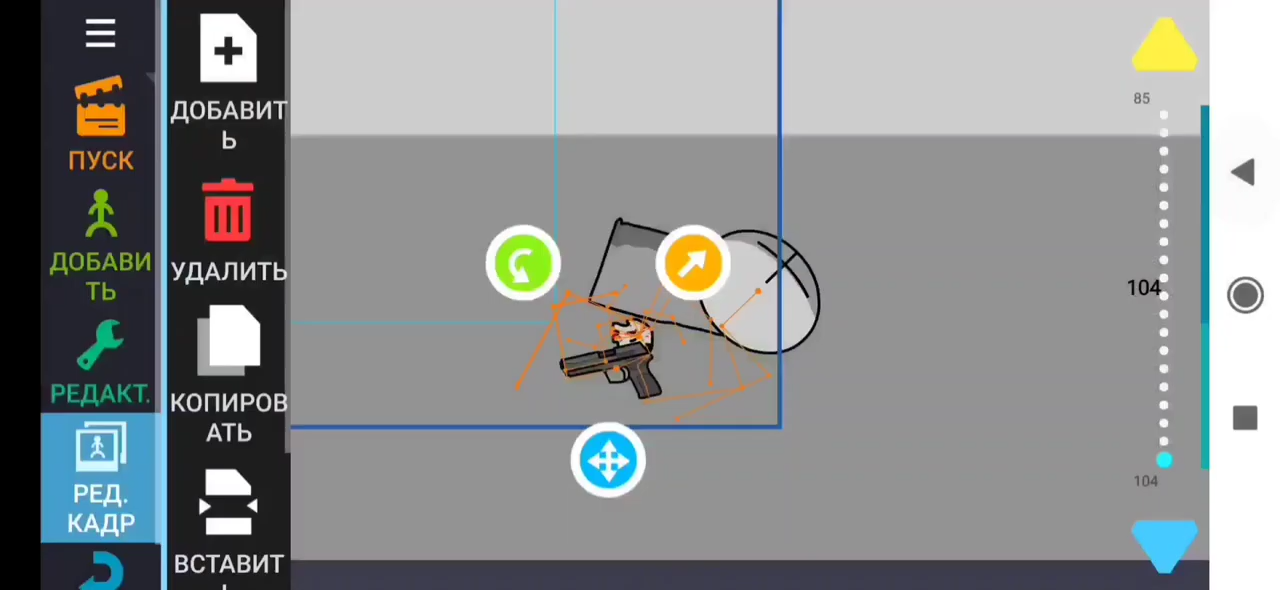 ПУСК
ДОБАВИ
ТЬ
РЕДАКТ.
РЕД.
КАДР
ДОБАВИТ
Ь
УДАЛИТЬ
КОПИРОВ
АТЬ
ВСТАВИТ
85
104
104